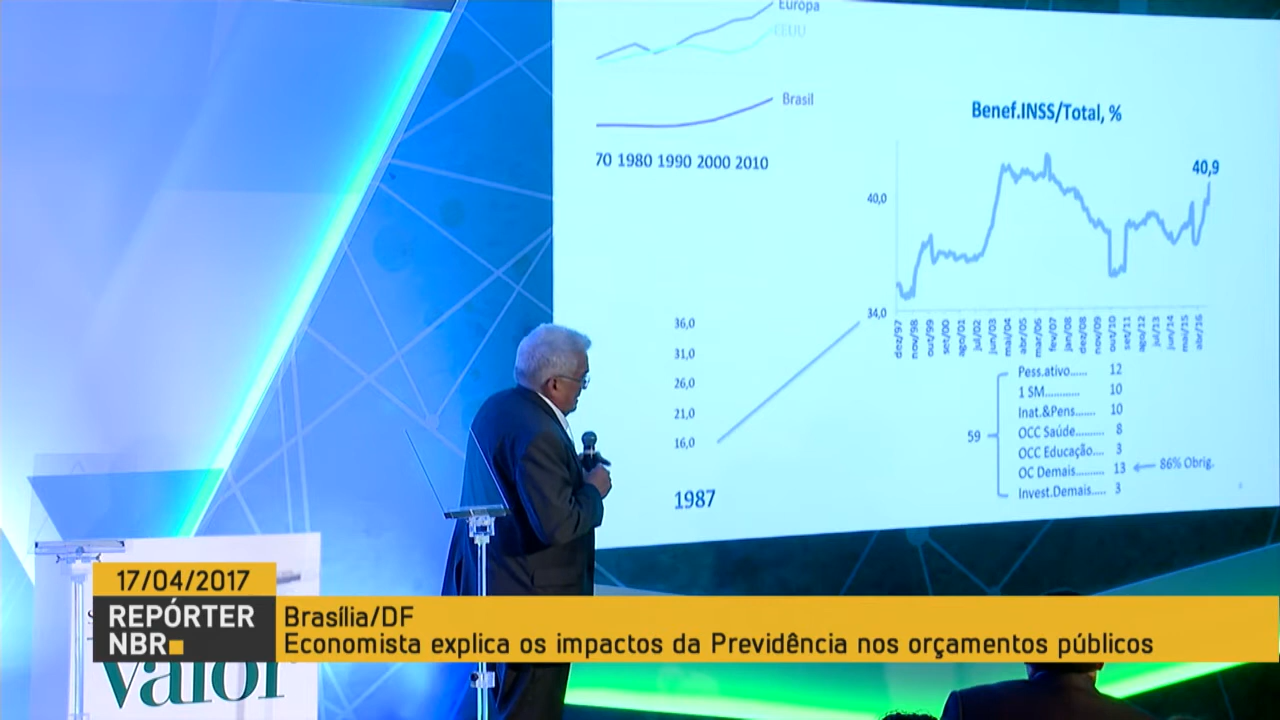 Europa
EEUU
Brasil
70 1980 1990 2000 2010
Benef.INSS/Total, %
40,9
40,0
34,0
dez/97
nov/98
out/99
set/00
ago/01
jul/02
jun/03
mai/04
abr/05
mar/06
fev/07
jan/08
dez/08
nov/09
out/10
set/11
ago/12
jul/13
jun/14
mai/15
abr/16
36,0
31,0
26,0
21,0
16,0
1987
59
Pess.ativo..... 12
1 SM............ 10
Inat.&Pens....... 10
OCC Saúde.......... 8
OCC Educação.... 3
OC Demais.......... 13 86% Obrig.
Invest.Demais..... 3
17/04/2017
REPÓRTER
NBR
Brasília/DF
Economista explica os impactos da Previdência nos orçamentos públicos
Valor